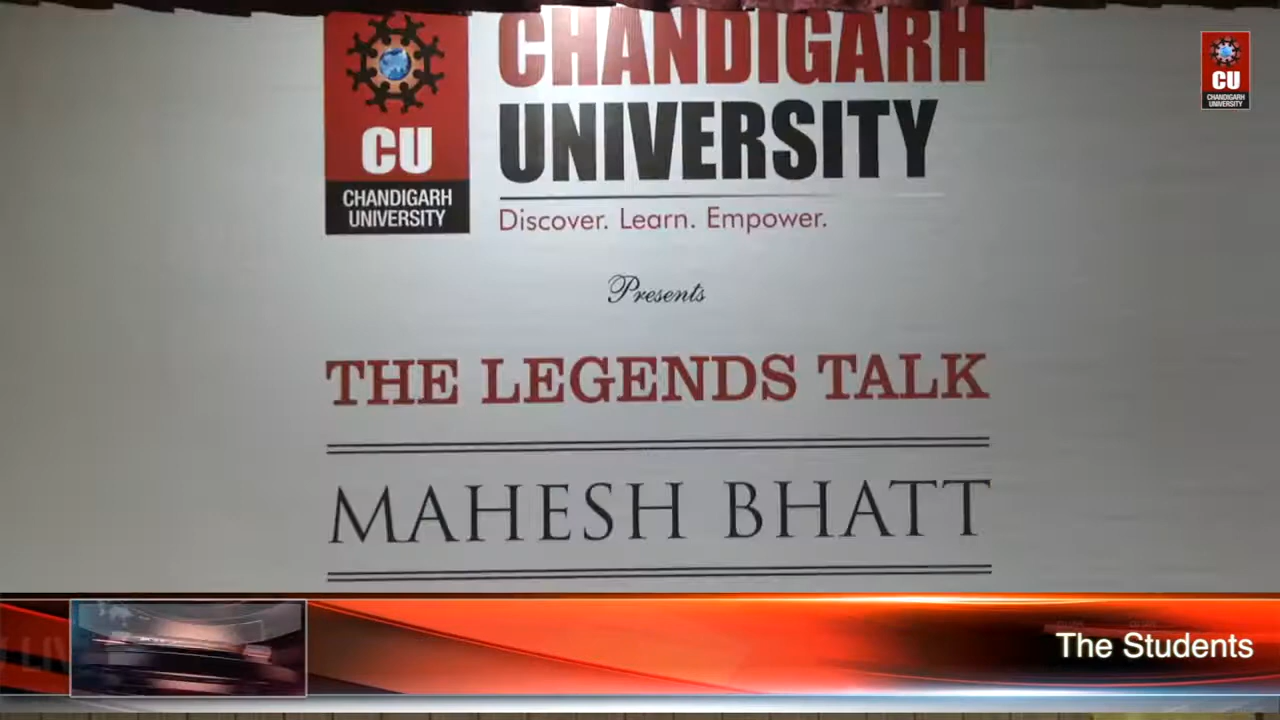 CHANDIGARH
UNIVERSITY
Discover. Learn. Empower.
CU
CHANDIGARH
UNIVERSITY
Presents
THE LEGENDS TALK
MAHESH BHATT
CU
CHANDIGARH
UNIVERSITY
The Students